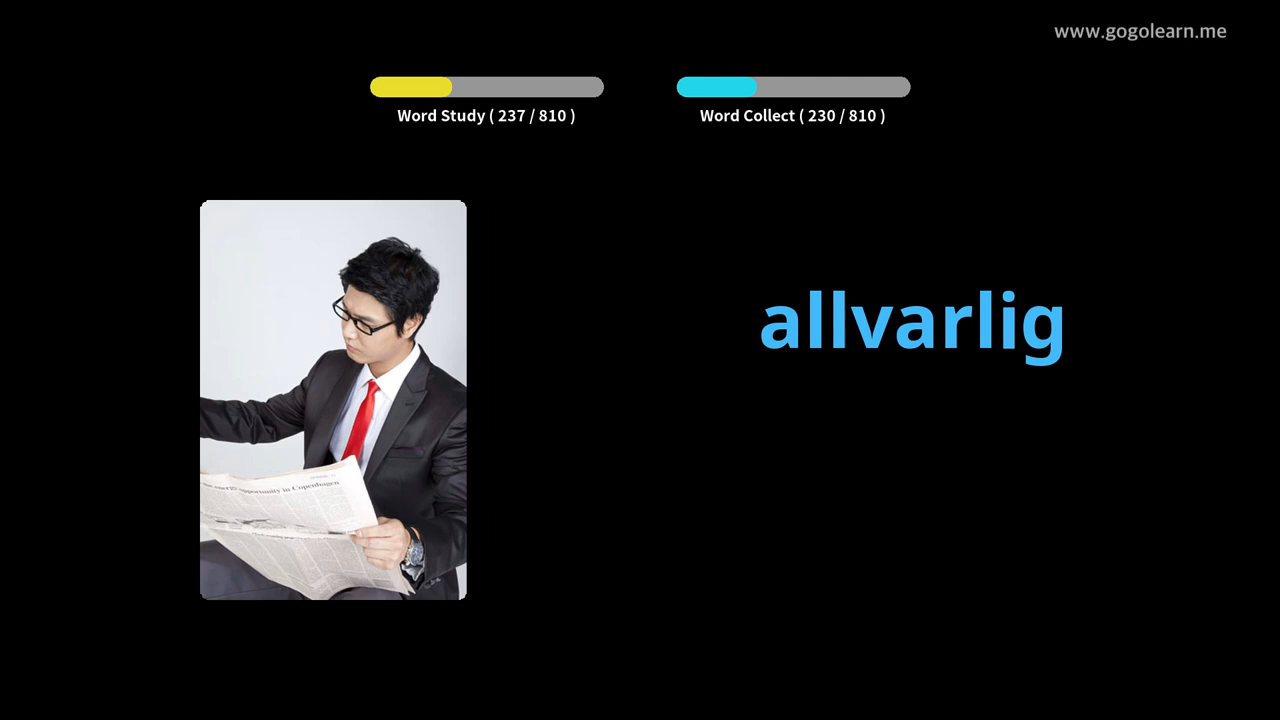 www.gogolearn.me
Word Study ( 237 / 810 )
Word Collect ( 230 / 810 )
allvarlig
opportunity in Copenhagen